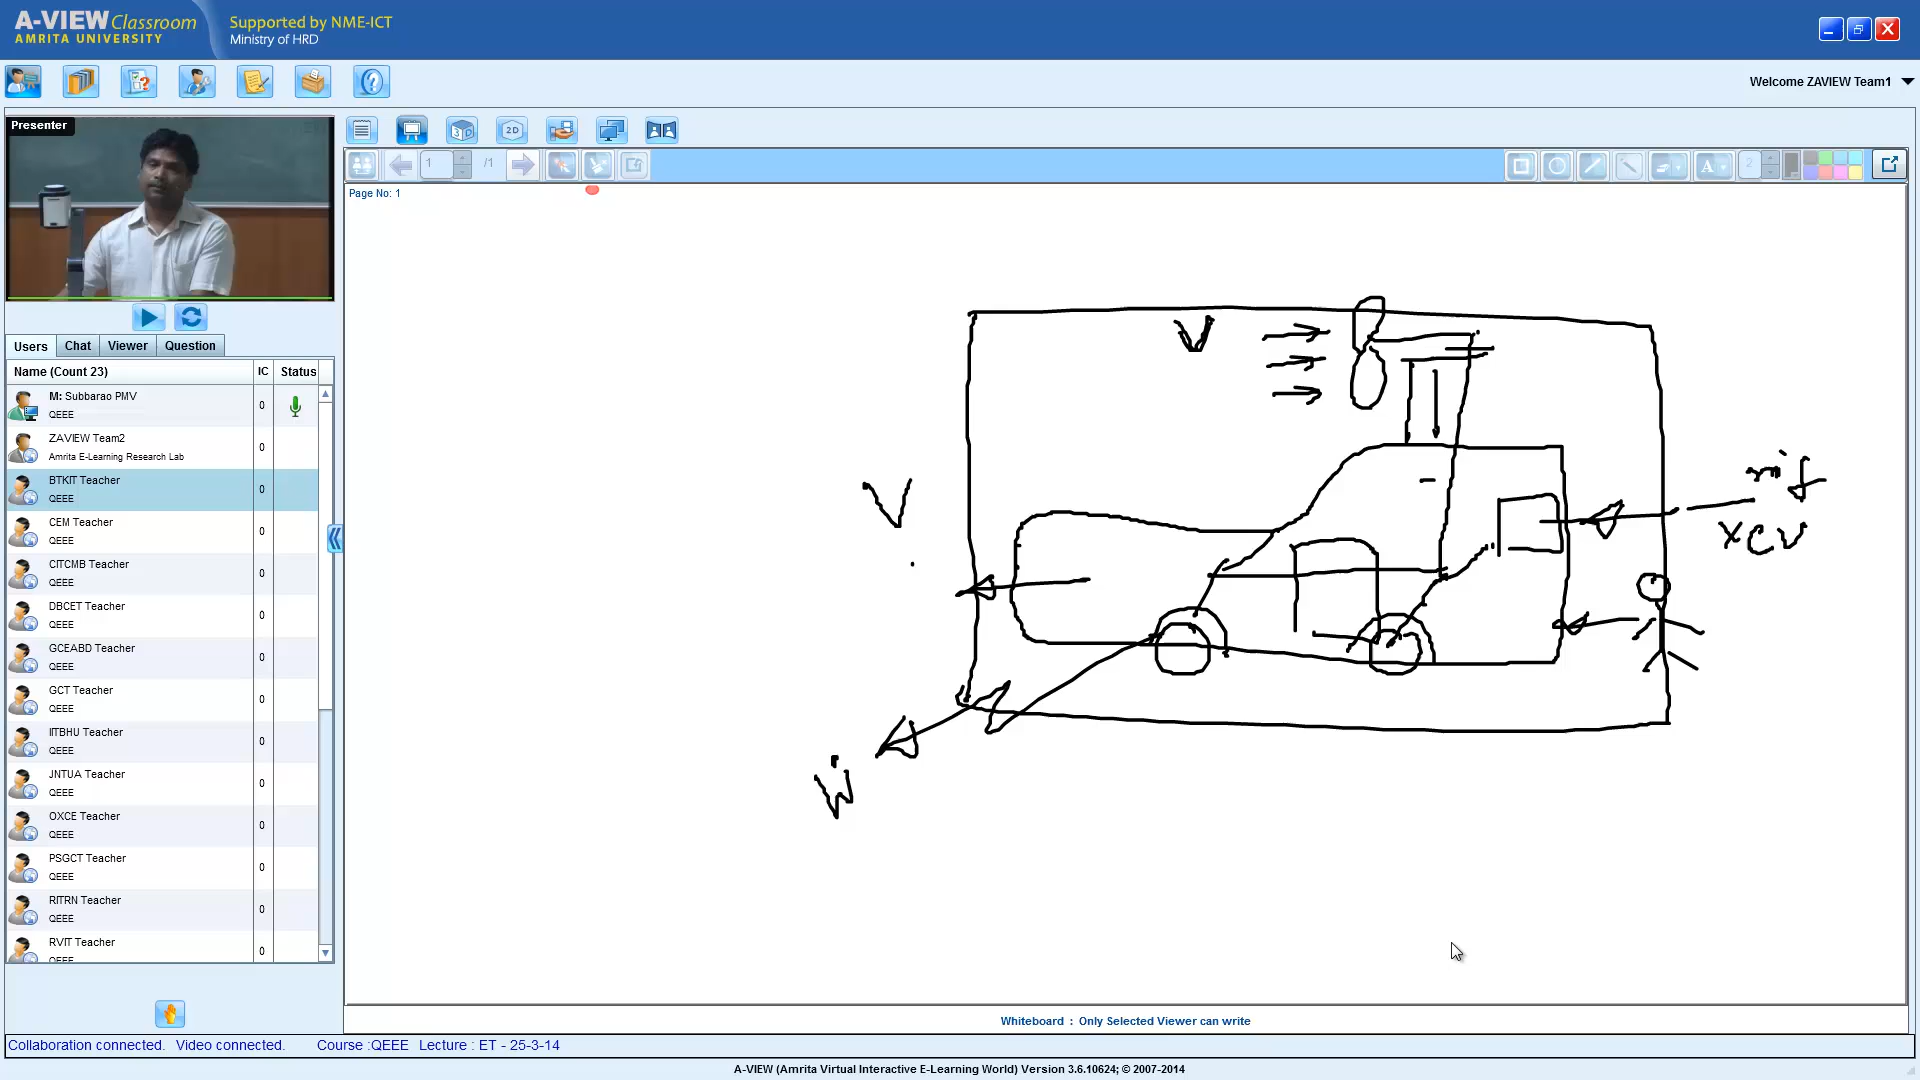 A-VIEW Classroom
AMRITA UNIVERSITY
Supported by NME-ICT
Ministry of HRD
Welcome ZAVIEW Team1
Presenter
1 /1
A
2
Page No: 1
Users Chat Viewer Question
Name (Count 23) IC Status
M: Subbarao PMV
QEEE
0
ZAVIEW Team2
Amrita E-Learning Research Lab
0
BTKIT Teacher
QEEE
0
CEM Teacher
QEEE
0
CITCMB Teacher
QEEE
0
DBCET Teacher
QEEE
0
GCEABD Teacher
QEEE
0
GCT Teacher
QEEE
0
IITBHU Teacher
QEEE
0
JNTUA Teacher
QEEE
0
OXCE Teacher
QEEE
0
PSGCT Teacher
QEEE
0
RITRN Teacher
QEEE
0
RVIT Teacher
QEEE
0
V
V
ṁf
xCV
Ẇ
Whiteboard : Only Selected Viewer can write
Collaboration connected. Video connected. Course :QEEE Lecture : ET - 25-3-14
A-VIEW (Amrita Virtual Interactive E-Learning World) Version 3.6.10624; © 2007-2014